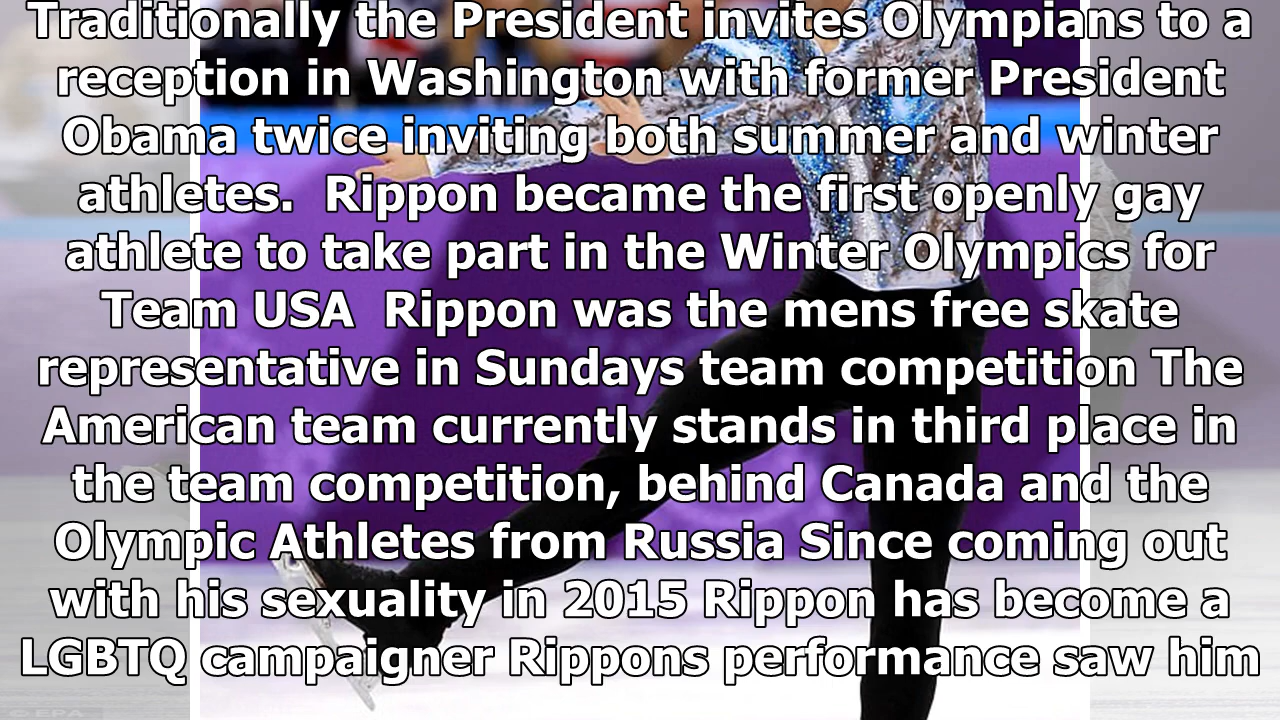 Traditionally the President invites Olympians to a
reception in Washington with former President
Obama twice inviting both summer and winter
athletes.  Rippon became the first openly gay
athlete to take part in the Winter Olympics for
Team USA  Rippon was the mens free skate
representative in Sundays team competition The
American team currently stands in third place in
the team competition, behind Canada and the
Olympic Athletes from Russia Since coming out
with his sexuality in 2015 Rippon has become a
LGBTQ campaigner Rippons performance saw him
© EPA